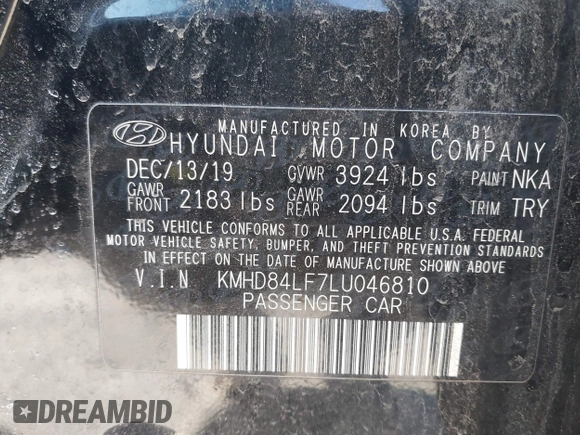 MANUFACTURED IN KOREA BY
HYUNDAI MOTOR COMPANY
DEC/13/19 GVWR 3924 lbs PAINT NKA
GAWR FRONT 2183 lbs GAWR REAR 2094 lbs TRIM TRY
THIS VEHICLE CONFORMS TO ALL APPLICABLE U.S.A. FEDERAL
MOTOR VEHICLE SAFETY, BUMPER, AND THEFT PREVENTION STANDARDS
IN EFFECT ON THE DATE OF MANUFACTURE SHOWN ABOVE
V.I.N KMHD84LF7LU046810
PASSENGER CAR
DREAMBID